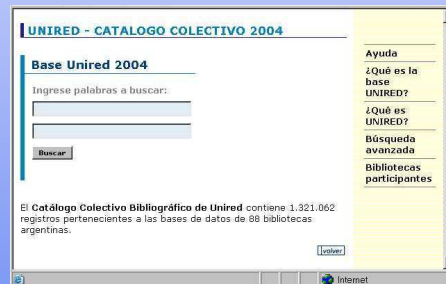 UNIRED - CATALOGO COLECTIVO 2004
Base Unired 2004
Ingrese palabras a buscar:
Buscar
El Catálogo Colectivo Bibliográfico de Unired contiene 1.321.062
registros pertenecientes a las bases de datos de 88 bibliotecas
argentinas.
volver
Ayuda
¿Qué es la
base
UNIRED?
¿Qué es
UNIRED?
Búsqueda
avanzada
Bibliotecas
participantes
Internet